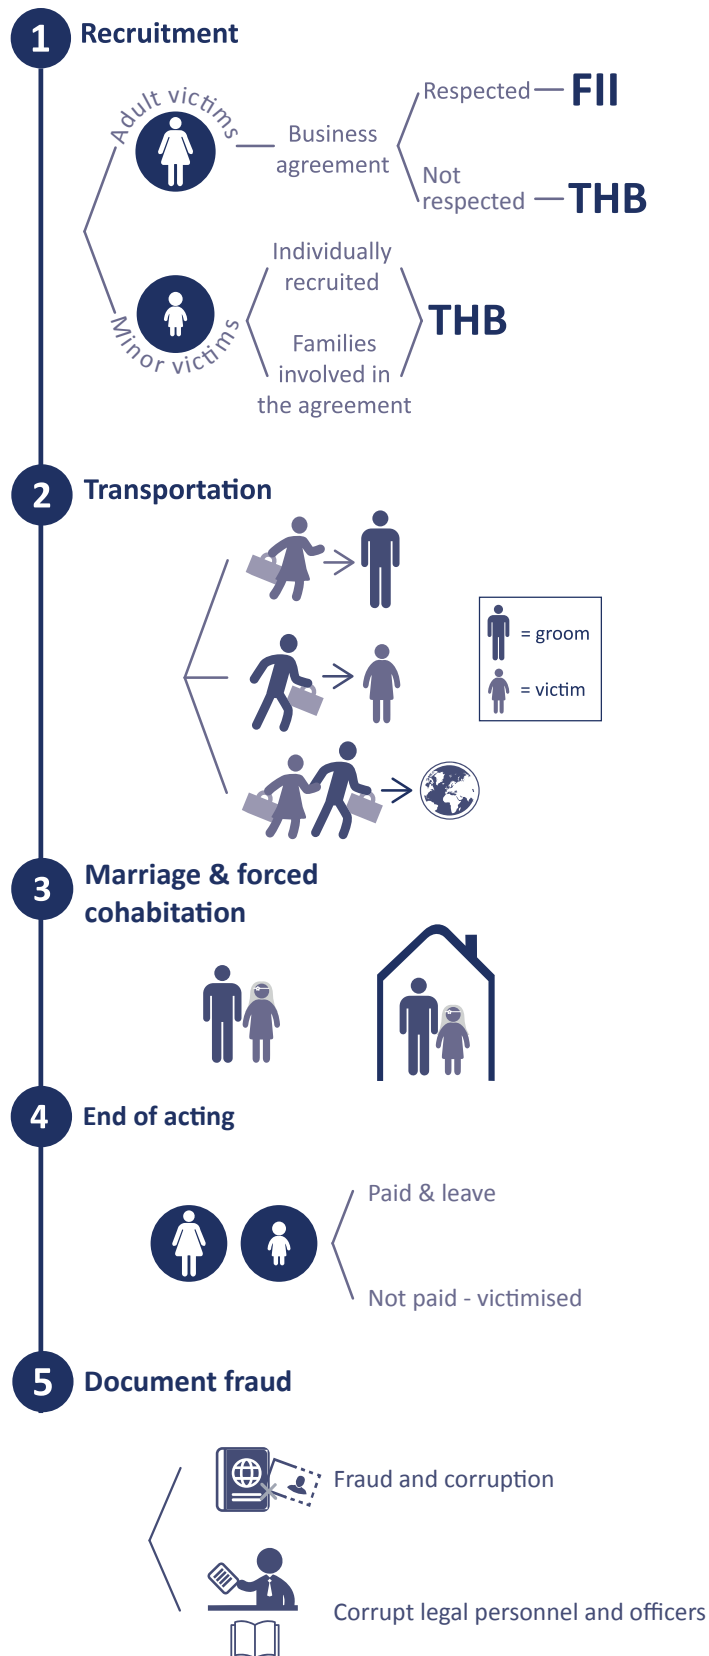 1 Recruitment
Adult victims
Business
agreement
Respected
FII
Not
respected
THB
Minor victims
Individually
recruited
Families
involved in
the agreement
THB
2 Transportation
= groom
= victim
3 Marriage & forced
cohabitation
4 End of acting
Paid & leave
Not paid - victimised
5 Document fraud
Fraud and corruption
Corrupt legal personnel and officers